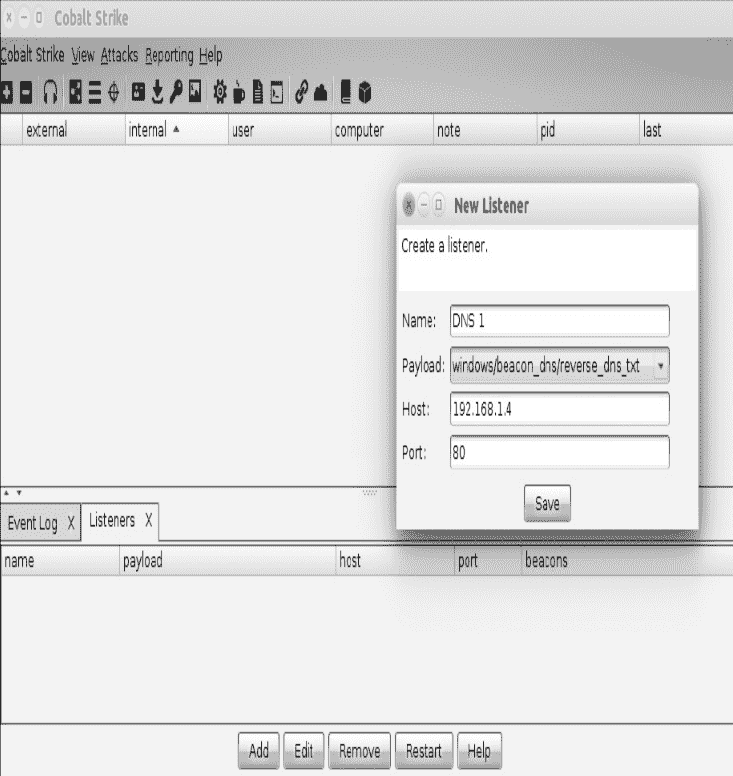 Cobalt Strike
Cobalt Strike View Attacks Reporting Help
external internal user computer note pid last
New Listener
Create a listener.
Name: DNS 1
Payload: windows/beacon_dns/reverse_dns_txt
Host: 192.168.1.4
Port: 80
Save
Event Log X Listeners X
name payload host port beacons
Add Edit Remove Restart Help